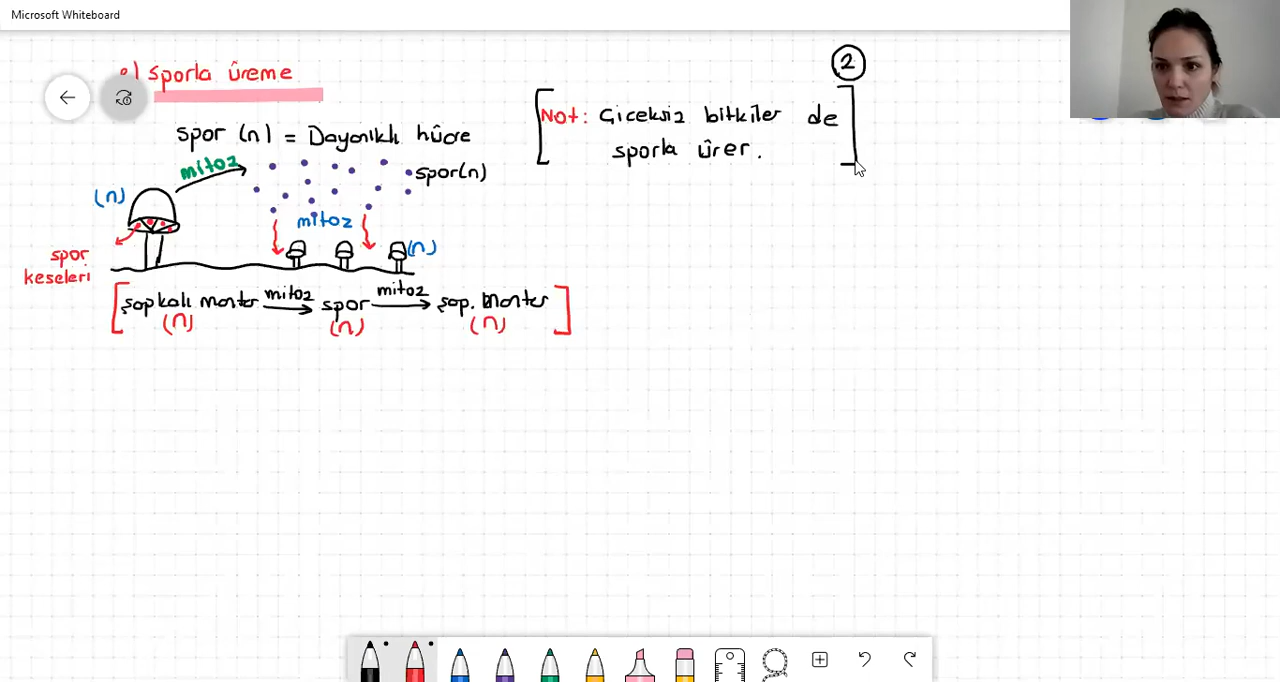 Microsoft Whiteboard
e) Sporla üreme
2
Not: Çiçeksiz bitkiler de
sporla ürer.
spor (n) = Dayanıklı hücre
mitoz
spor(n)
(n)
mitoz
(n)
spor
keseleri
şapkalı mantar mitoz spor mitoz şap. mantar
(n) (n) (n)